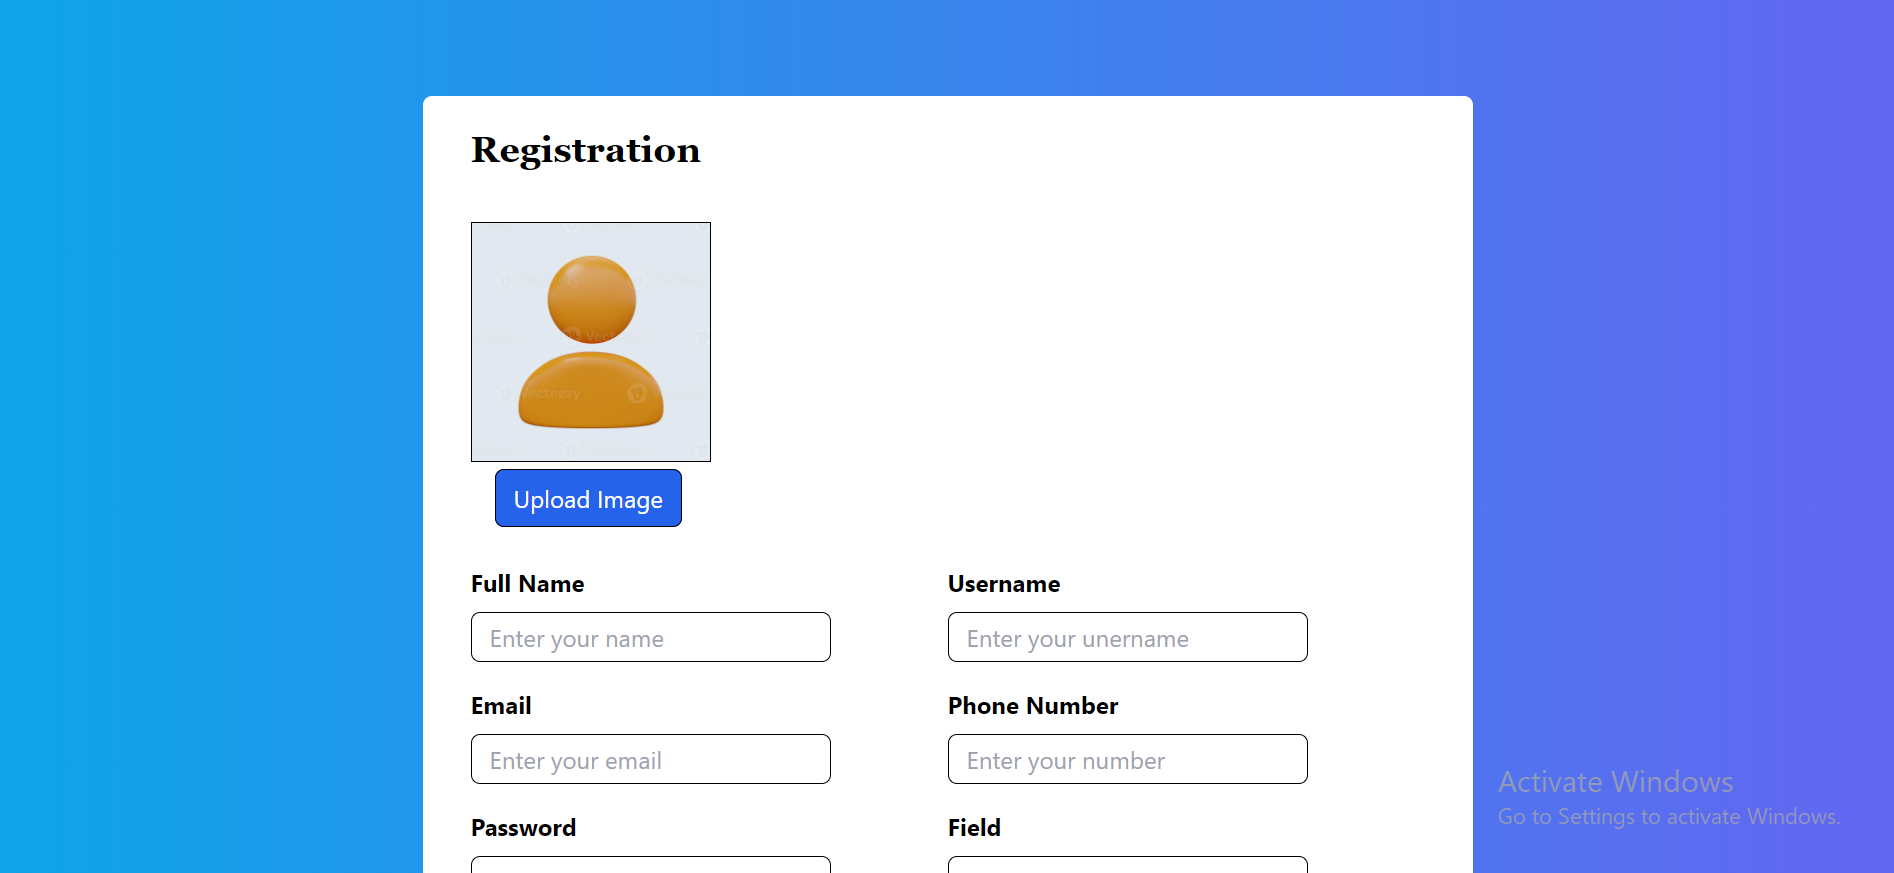 Registration
Vecteezy
Upload Image
Full Name
Username
Enter your name
Enter your unername
Email
Phone Number
Enter your email
Enter your number
Activate Windows
Go to Settings to activate Windows.
Password
Field